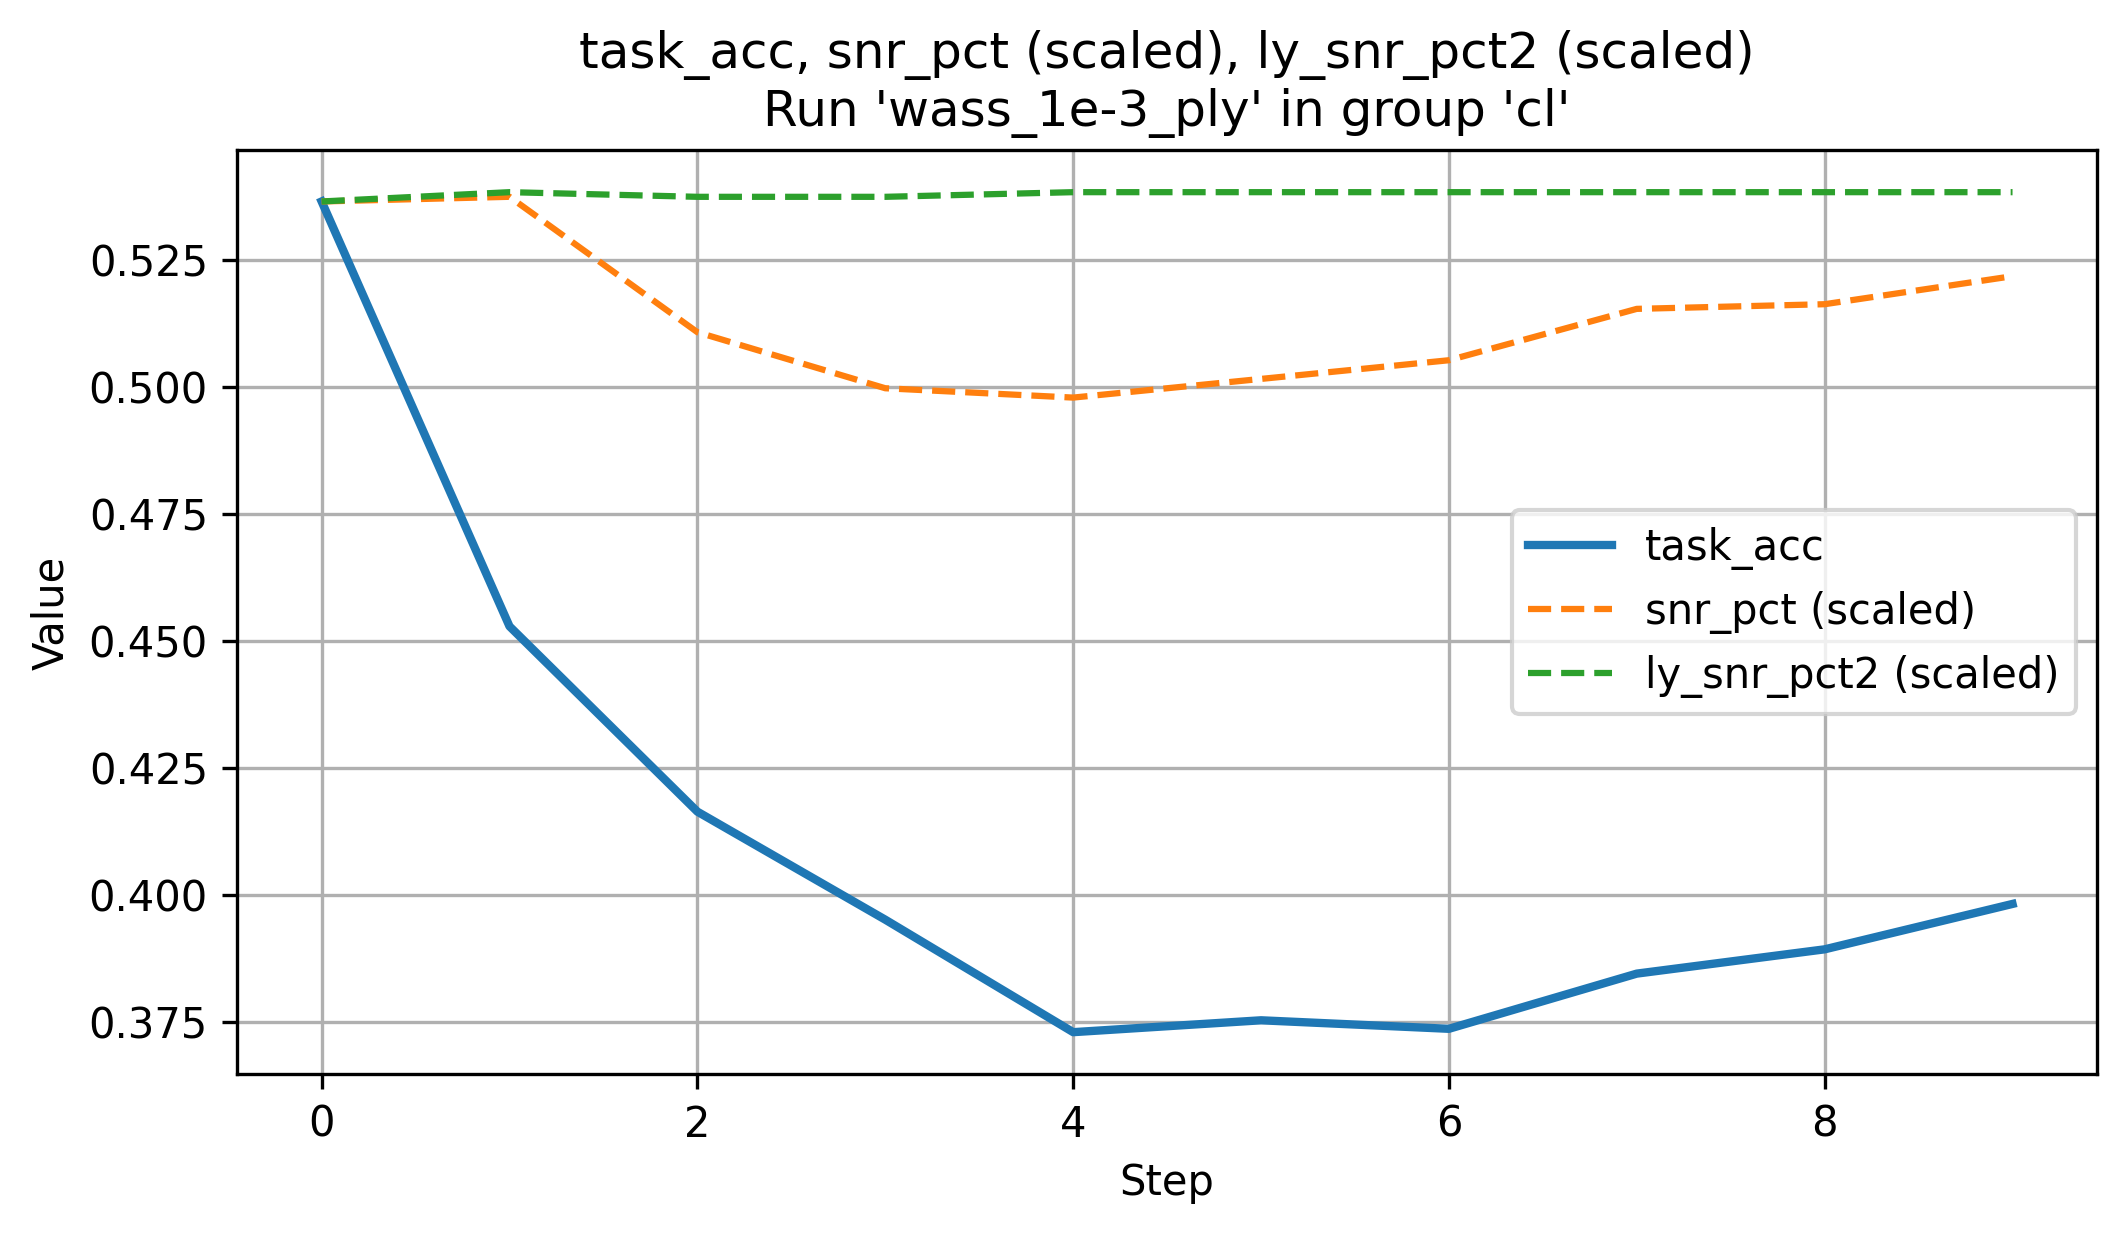 task_acc, snr_pct (scaled), ly_snr_pct2 (scaled)
Run 'wass_1e-3_ply' in group 'cl'
Value
0.525
0.500
0.475
0.450
0.425
0.400
0.375
task_acc
snr_pct (scaled)
ly_snr_pct2 (scaled)
0 2 4 6 8
Step